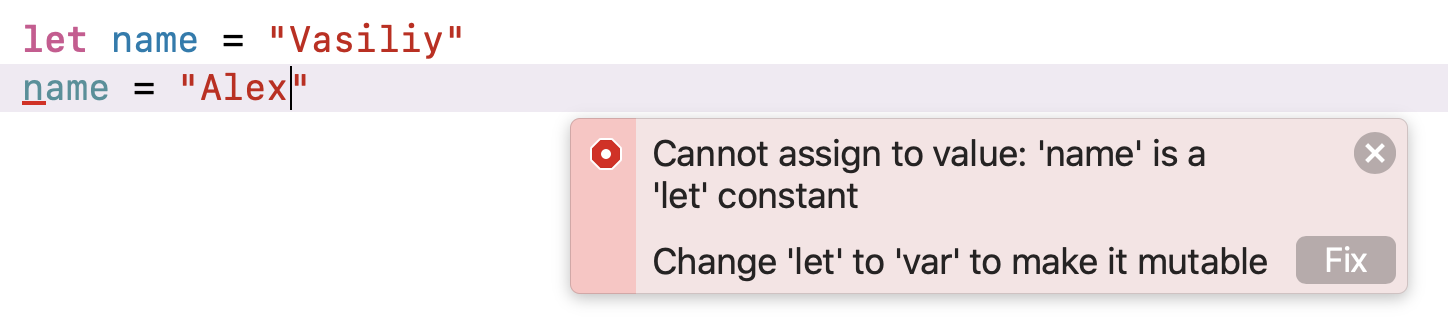 let name = "Vasiliy"
name = "Alex"
Cannot assign to value: 'name' is a
'let' constant
Change 'let' to 'var' to make it mutable
Fix